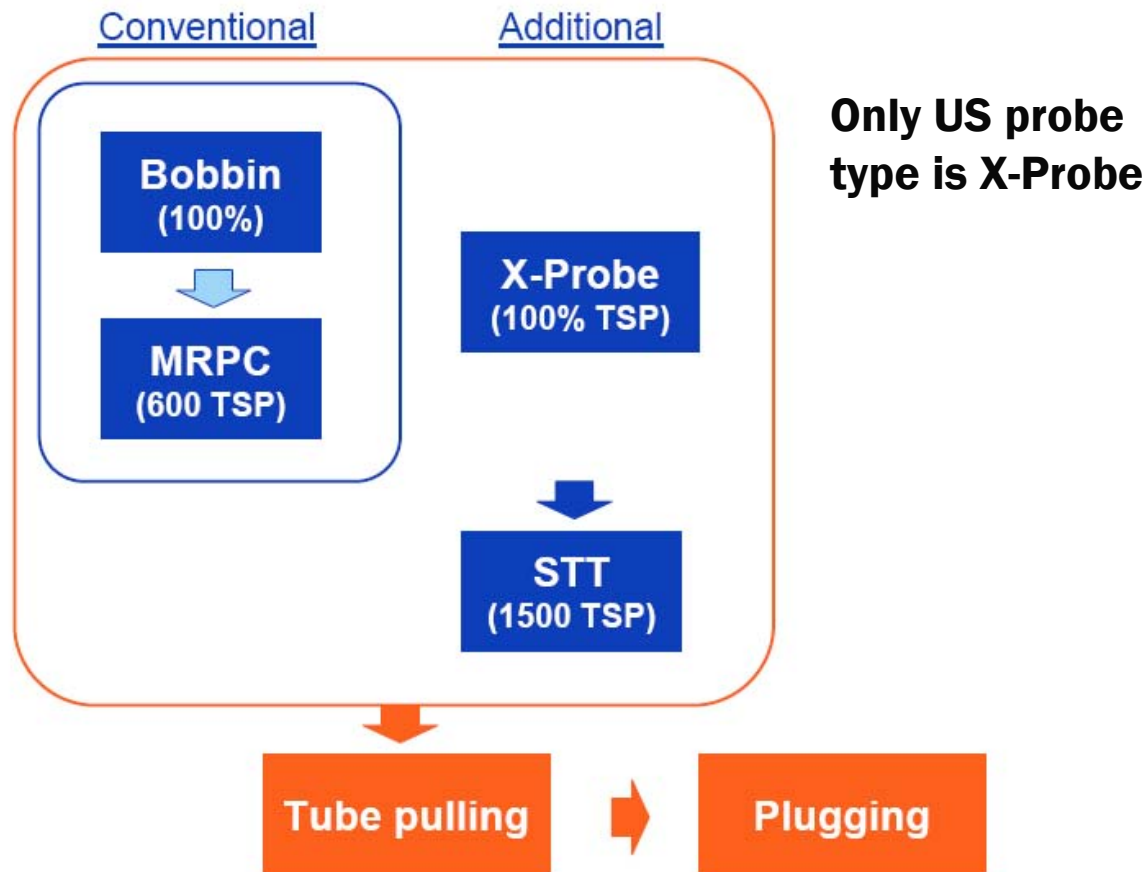 Conventional
Additional
Only US probe
type is X-Probe
Bobbin
(100%)
X-Probe
(100% TSP)
MRPC
(600 TSP)
STT
(1500 TSP)
Tube pulling
Plugging